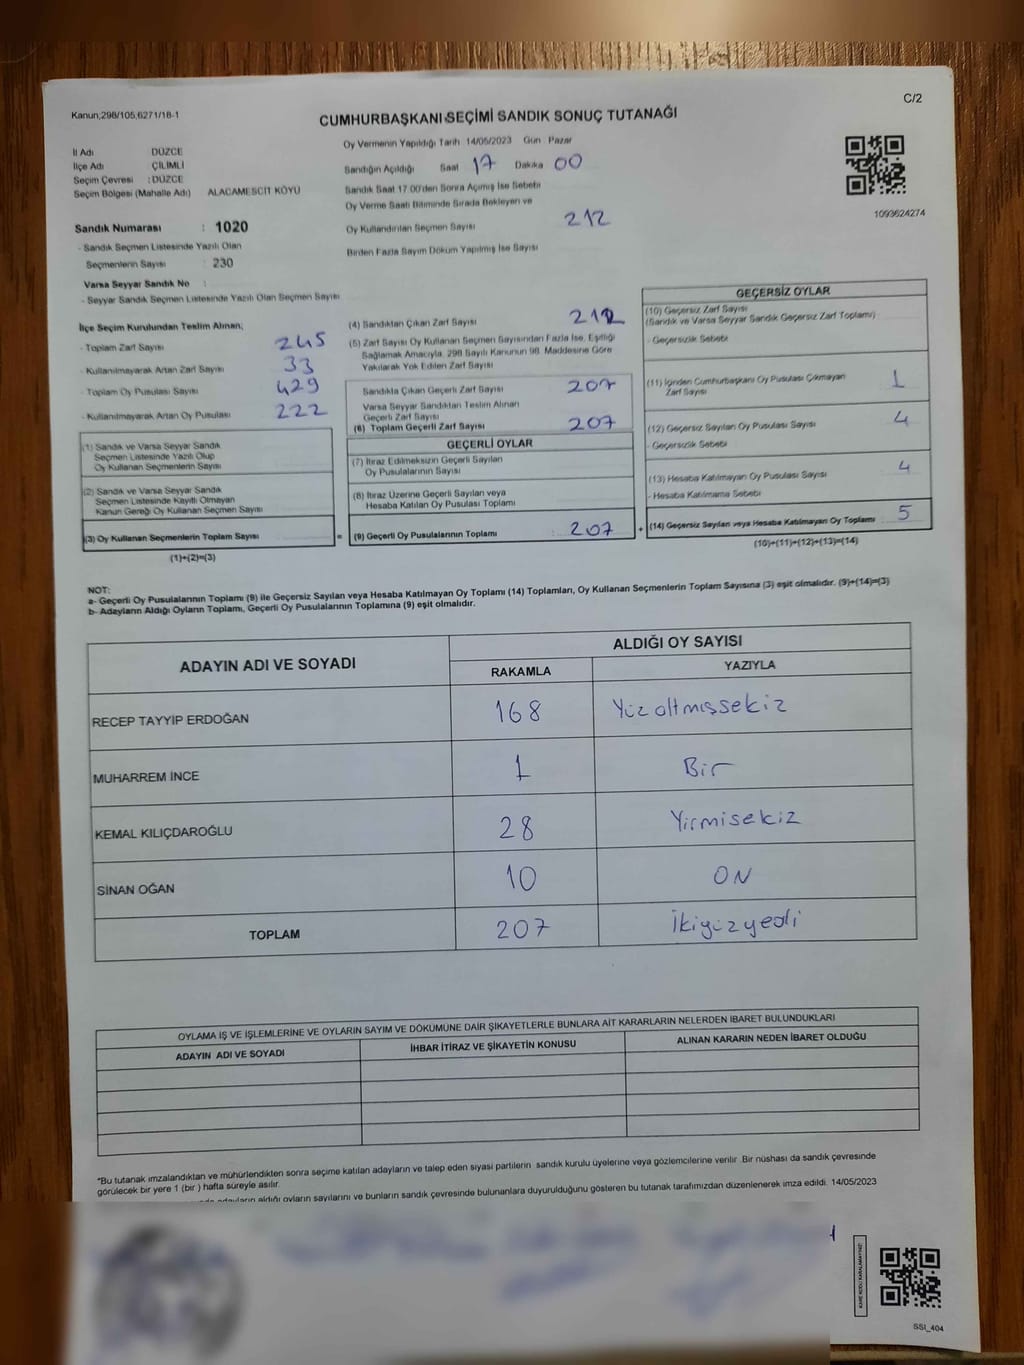 C/2
Kanun;298/105,6271/18-1
CUMHURBAŞKANI SEÇİMİ SANDIK SONUÇ TUTANAĞI
İl Adı DÜZCE
İlçe Adı ÇİLİMLİ
Seçim Çevresi : DÜZCE
Seçim Bölgesi (Mahalle Adı) ALACAMESCİT KÖYÜ
Sandık Numarası : 1020
- Sandık Seçmen Listesinde Yazılı Olan
Seçmenlerin Sayısı : 230
Varsa Seyyar Sandık No :
- Seyyar Sandık Seçmen Listesinde Yazılı Olan Seçmen Sayısı
Oy Vermenin Yapıldığı Tarih 14/05/2023 Gün : Pazar
Sandığın Açıldığı Saat 17 Dakika 00
Sandık Saat 17.00'den Sonra Açımış İse Sebebi
Oy Verme Saati Bitiminde Sırada Bekleyen ve
Oy Kullandırılan Seçmen Sayısı 212
Birden Fazla Sayım Döküm Yapılmış İse Sayısı
1093624274
İlçe Seçim Kurulundan Teslim Alınan;
- Toplam Zarf Sayısı 245
- Kullanılmayarak Artan Zarf Sayısı 33
- Toplam Oy Pusulası Sayısı 429
- Kullanılmayarak Artan Oy Pusulası 222
(1) Sandık ve Varsa Seyyar Sandık
Seçmen Listesinde Yazılı Olup
Oy Kullanan Seçmenlerin Sayısı
(2) Sandık ve Varsa Seyyar Sandık
Seçmen Listesinde Kayıtlı Olmayan
Kanun Gereği Oy Kullanan Seçmen Sayısı
(3) Oy Kullanan Seçmenlerin Toplam Sayısı
(1)+(2)=(3)
(4) Sandıktan Çıkan Zarf Sayısı 212
(5) Zarf Sayısı Oy Kullanan Seçmen Sayısından Fazla İse, Eşitliği
Sağlamak Amacıyla, 298 Sayılı Kanunun 98. Maddesine Göre
Yakılarak Yok Edilen Zarf Sayısı
Sandıkta Çıkan Geçerli Zarf Sayısı 207
Varsa Seyyar Sandıktan Teslim Alınan
Geçerli Zarf Sayısı
(6) Toplam Geçerli Zarf Sayısı 207
GEÇERLİ OYLAR
(7) İtiraz Edilmeksizin Geçerli Sayılan
Oy Pusulalarının Sayısı
(8) İtiraz Üzerine Geçerli Sayılan veya
Hesaba Katılan Oy Pusulası Toplamı
= (9) Geçerli Oy Pusulalarının Toplamı 207 +
GEÇERSİZ OYLAR
(10) Geçersiz Zarf Sayısı
(Sandık ve Varsa Seyyar Sandık Geçersiz Zarf Toplamı)
- Geçersizlik Sebebi
(11) İçinden Cumhurbaşkanı Oy Pusulası Çıkmayan
Zarf Sayısı 1
(12) Geçersiz Sayılan Oy Pusulası Sayısı 4
- Geçersizlik Sebebi
(13) Hesaba Katılmayan Oy Pusulası Sayısı 4
- Hesaba Katılmama Sebebi
(14) Geçersiz Sayılan veya Hesaba Katılmayan Oy Toplamı 5
(10)+(11)+(12)+(13)=(14)
NOT:
a- Geçerli Oy Pusulalarının Toplamı (9) ile Geçersiz Sayılan veya Hesaba Katılmayan Oy Toplamı (14) Toplamları, Oy Kullanan Seçmenlerin Toplam Sayısına (3) eşit olmalıdır. (9)+(14)=(3)
b- Adayların Aldığı Oyların Toplamı, Geçerli Oy Pusulalarının Toplamına (9) eşit olmalıdır.
ADAYIN ADI VE SOYADI ALDIĞI OY SAYISI
RAKAMLA YAZIYLA
RECEP TAYYİP ERDOĞAN 168 Yüzaltmışsekiz
MUHARREM İNCE 1 Bir
KEMAL KILIÇDAROĞLU 28 Yirmisekiz
SİNAN OĞAN 10 ON
TOPLAM 207 İkiyüzyedi
OYLAMA İŞ VE İŞLEMLERİNE VE OYLARIN SAYIM VE DÖKÜMÜNE DAİR ŞİKAYETLERLE BUNLARA AİT KARARLARIN NELERDEN İBARET BULUNDUKLARI
ADAYIN ADI VE SOYADI İHBAR İTİRAZ VE ŞİKAYETİN KONUSU ALINAN KARARIN NEDEN İBARET OLDUĞU
*Bu tutanak imzalandıktan ve mühürlendikten sonra seçime katılan adayların ve talep eden siyasi partilerin sandık kurulu üyelerine veya gözlemcilerine verilir. Bir nüshası da sandık çevresinde
görülecek bir yere 1 (bir) hafta süreyle asılır.
adayların aldığı oyların sayılarını ve bunların sandık çevresinde bulunanlara duyurulduğunu gösteren bu tutanak tarafımızdan düzenlenerek imza edildi. 14/05/2023
SSI_404